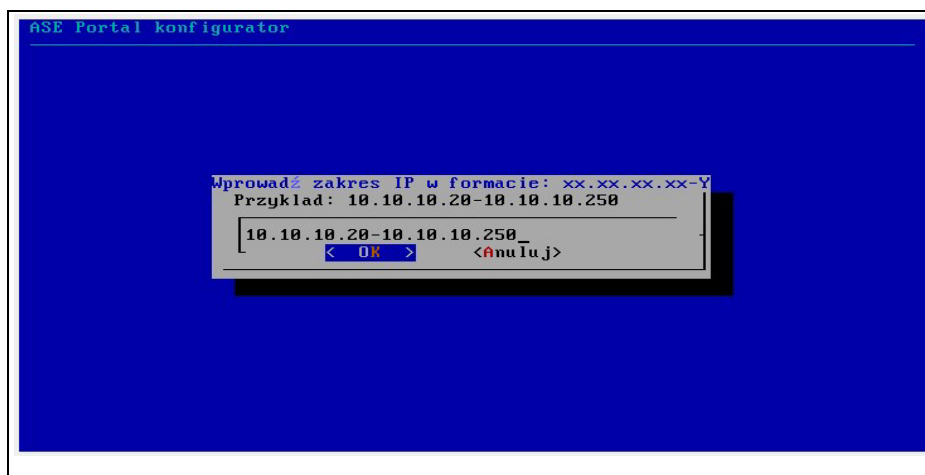 ASE Portal konfigurator
Wprowadź zakres IP w formacie: xx.xx.xx.xx-Y
Przyklad: 10.10.10.20-10.10.10.250
10.10.10.20-10.10.10.250_
< OK > <Anuluj>